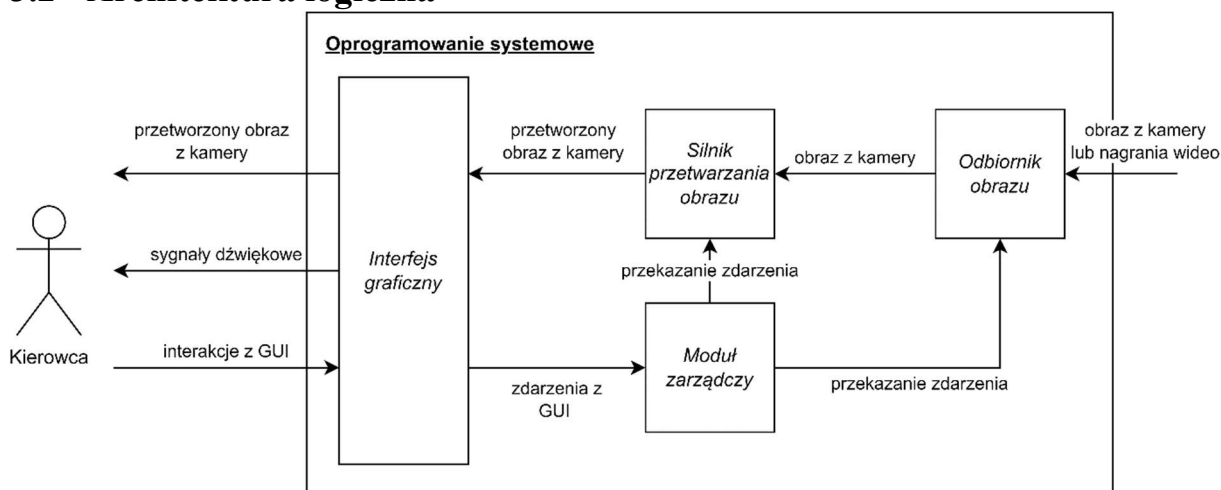 Oprogramowanie systemowe
przetworzony obraz
z kamery
przetworzony
obraz z kamery
Silnik
przetwarzania
obrazu
obraz z kamery
Odbiornik
obrazu
obraz z kamery
lub nagrania wideo
sygnały dźwiękowe
Interfejs
graficzny
przekazanie zdarzenia
Kierowca
interakcje z GUI
zdarzenia z
GUI
Moduł
zarządczy
przekazanie zdarzenia